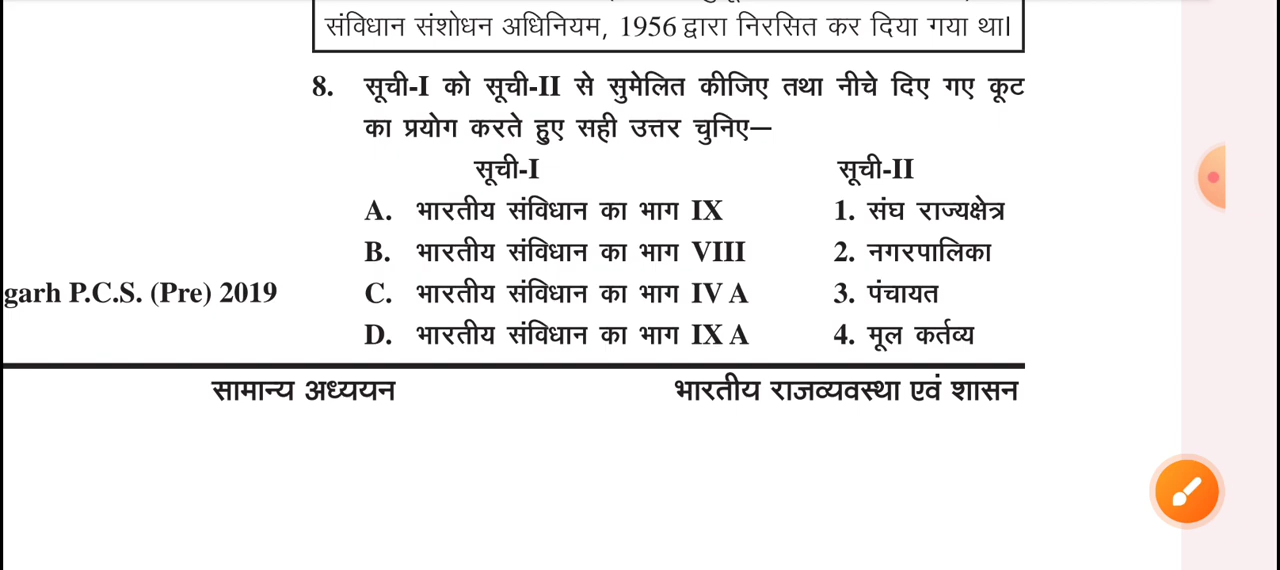 संविधान संशोधन अधिनियम, 1956 द्वारा निरसित कर दिया गया था।
8. सूची-I को सूची-II से सुमेलित कीजिए तथा नीचे दिए गए कूट
का प्रयोग करते हुए सही उत्तर चुनिए—
सूची-I सूची-II
A. भारतीय संविधान का भाग IX 1. संघ राज्यक्षेत्र
B. भारतीय संविधान का भाग VIII 2. नगरपालिका
garh P.C.S. (Pre) 2019 C. भारतीय संविधान का भाग IV A 3. पंचायत
D. भारतीय संविधान का भाग IX A 4. मूल कर्तव्य
सामान्य अध्ययन भारतीय राजव्यवस्था एवं शासन